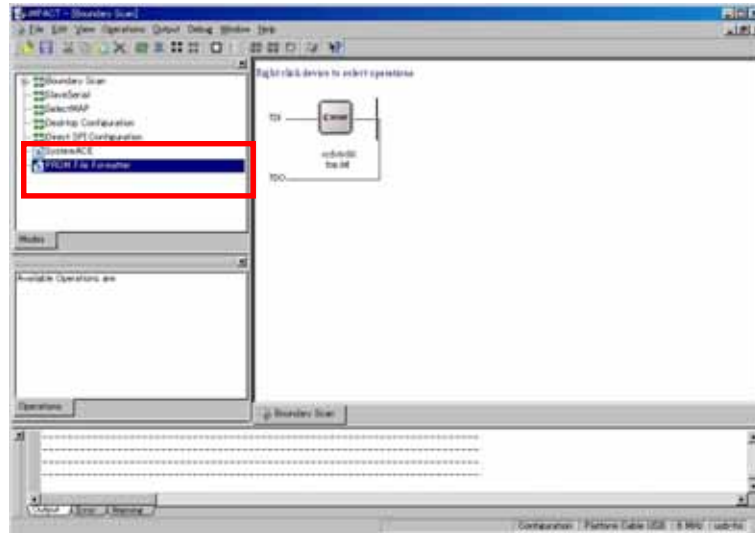 iMPACT - [Boundary Scan]
File Edit View Operations Output Debug Window Help
Boundary Scan
SlaveSerial
SelectMAP
Desktop Configuration
Direct SPI Configuration
SystemACE
PROM File Formatter
Modes
Available Operations are
Operations
Right click device to select operations
TDI
TDO
Boundary Scan
Output Error Warning
Configuration Platform Cable USB 6 MHz usb-hs